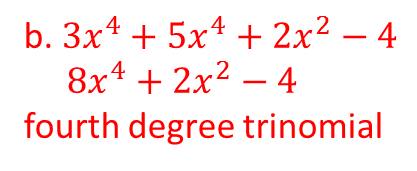 b. 3x⁴ + 5x⁴ + 2x² − 4
8x⁴ + 2x² − 4
fourth degree trinomial